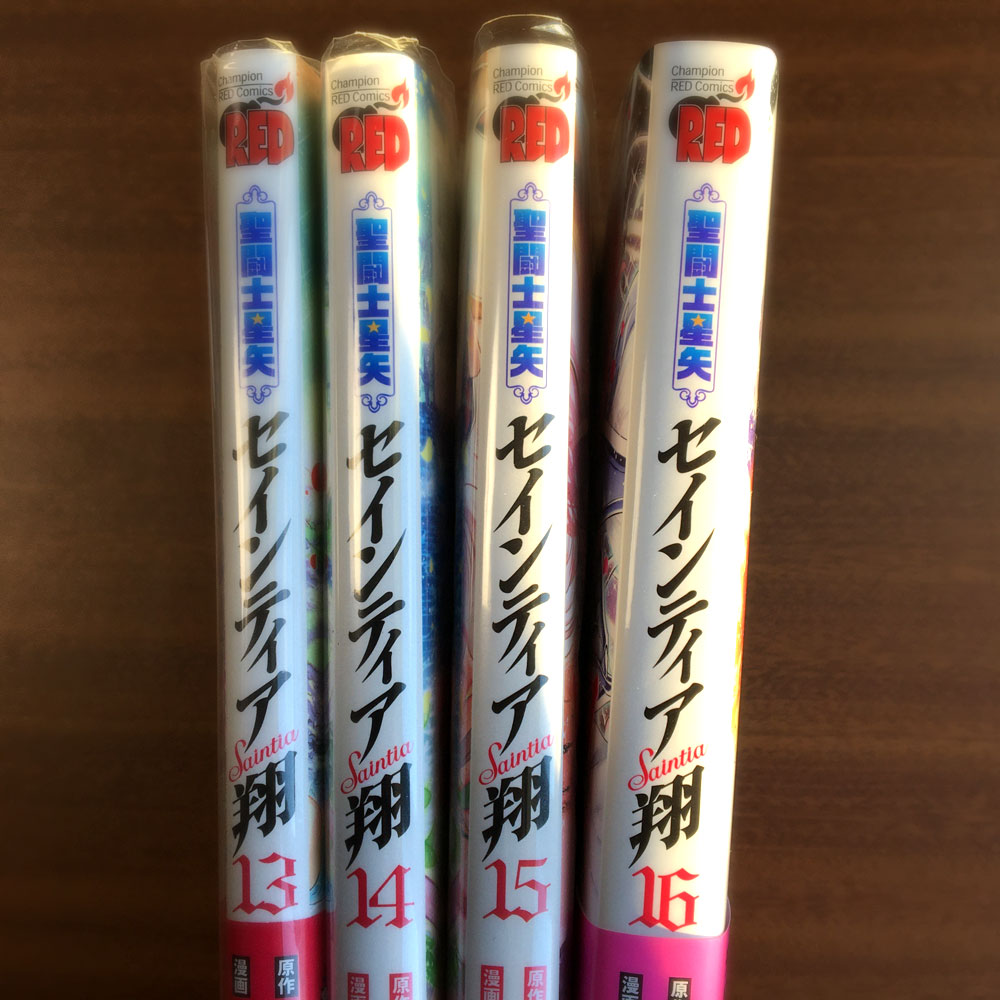 Champion
RED Comics
RED
聖闘士星矢
セインティア翔
Saintia
13
原作
漫画
Champion
RED Comics
RED
聖闘士星矢
セインティア翔
Saintia
14
原作
漫画
Champion
RED Comics
RED
聖闘士星矢
セインティア翔
Saintia
15
原作
漫画
Champion
RED Comics
RED
聖闘士星矢
セインティア翔
Saintia
16
原
漫画